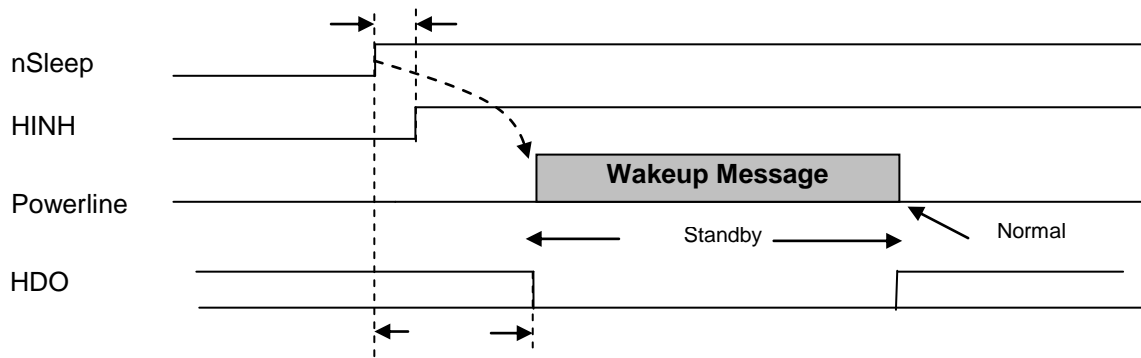 nSleep
HINH
Wakeup Message
Powerline
Standby
Normal
HDO